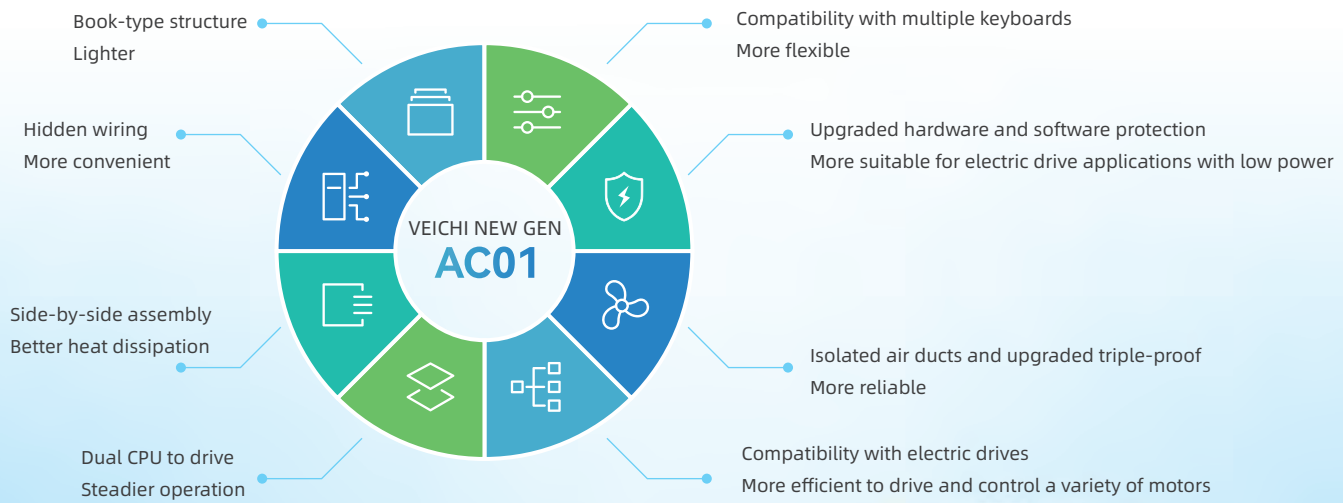 Book-type structure
Lighter
Compatibility with multiple keyboards
More flexible
Hidden wiring
More convenient
Upgraded hardware and software protection
More suitable for electric drive applications with low power
VEICHI NEW GEN
AC01
Side-by-side assembly
Better heat dissipation
Isolated air ducts and upgraded triple-proof
More reliable
Dual CPU to drive
Steadier operation
Compatibility with electric drives
More efficient to drive and control a variety of motors